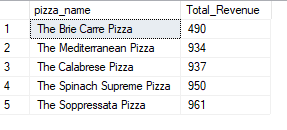 pizza_name Total_Revenue
1 The Brie Carre Pizza 490
2 The Mediterranean Pizza 934
3 The Calabrese Pizza 937
4 The Spinach Supreme Pizza 950
5 The Soppressata Pizza 961